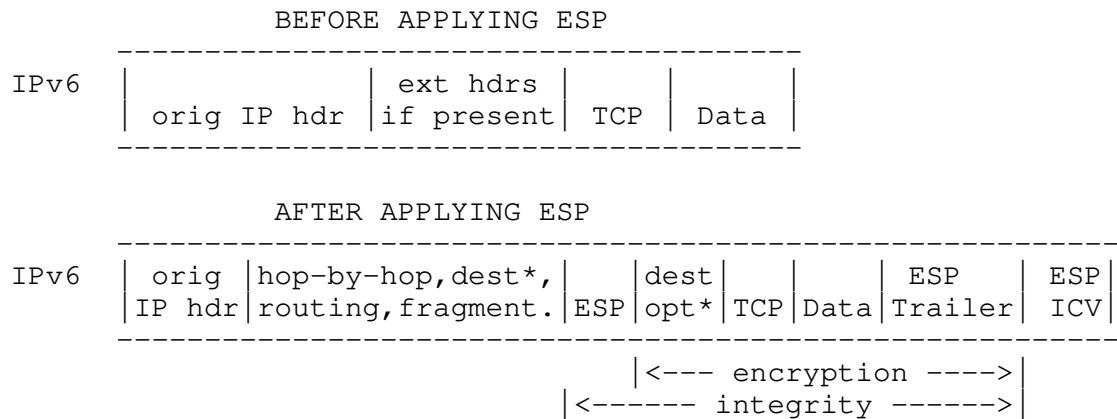 BEFORE APPLYING ESP
---------------------------------------
IPv6 | | ext hdrs | | |
| orig IP hdr |if present| TCP | Data |
---------------------------------------
AFTER APPLYING ESP
---------------------------------------------------------
IPv6 | orig |hop-by-hop,dest*,| |dest| | | ESP | ESP|
|IP hdr|routing,fragment.|ESP|opt*|TCP|Data|Trailer| ICV|
---------------------------------------------------------
|<--- encryption ---->|
|<------ integrity ------>|